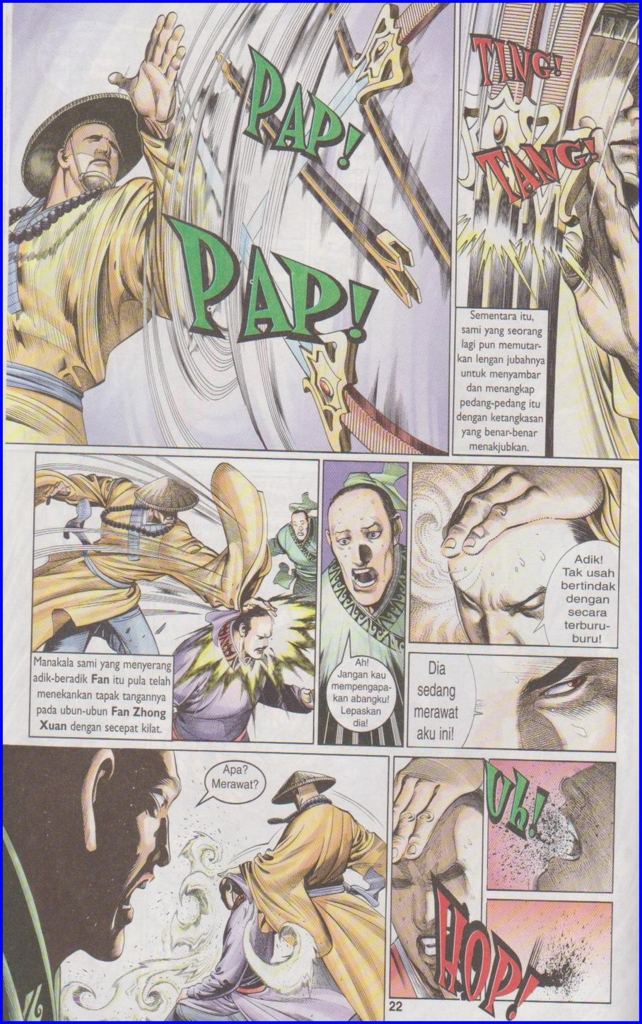 PAP!
PAP!
TING!
TANG!
Sementara itu,
sami yang seorang
lagi pun memutar-
kan lengan jubahnya
untuk menyambar
dan menangkap
pedang-pedang itu
dengan ketangkasan
yang benar-benar
menakjubkan.
Manakala sami yang menyerang
adik-beradik Fan itu pula telah
menekankan tapak tangannya
pada ubun-ubun Fan Zhong
Xuan dengan secepat kilat.
Ah!
Jangan kau
mempengapa-
kan abangku!
Lepaskan
dia!
Adik!
Tak usah
bertindak
dengan
secara
terburu-
buru!
Dia
sedang
merawat
aku ini!
Apa?
Merawat?
Uh!
HOP!
22